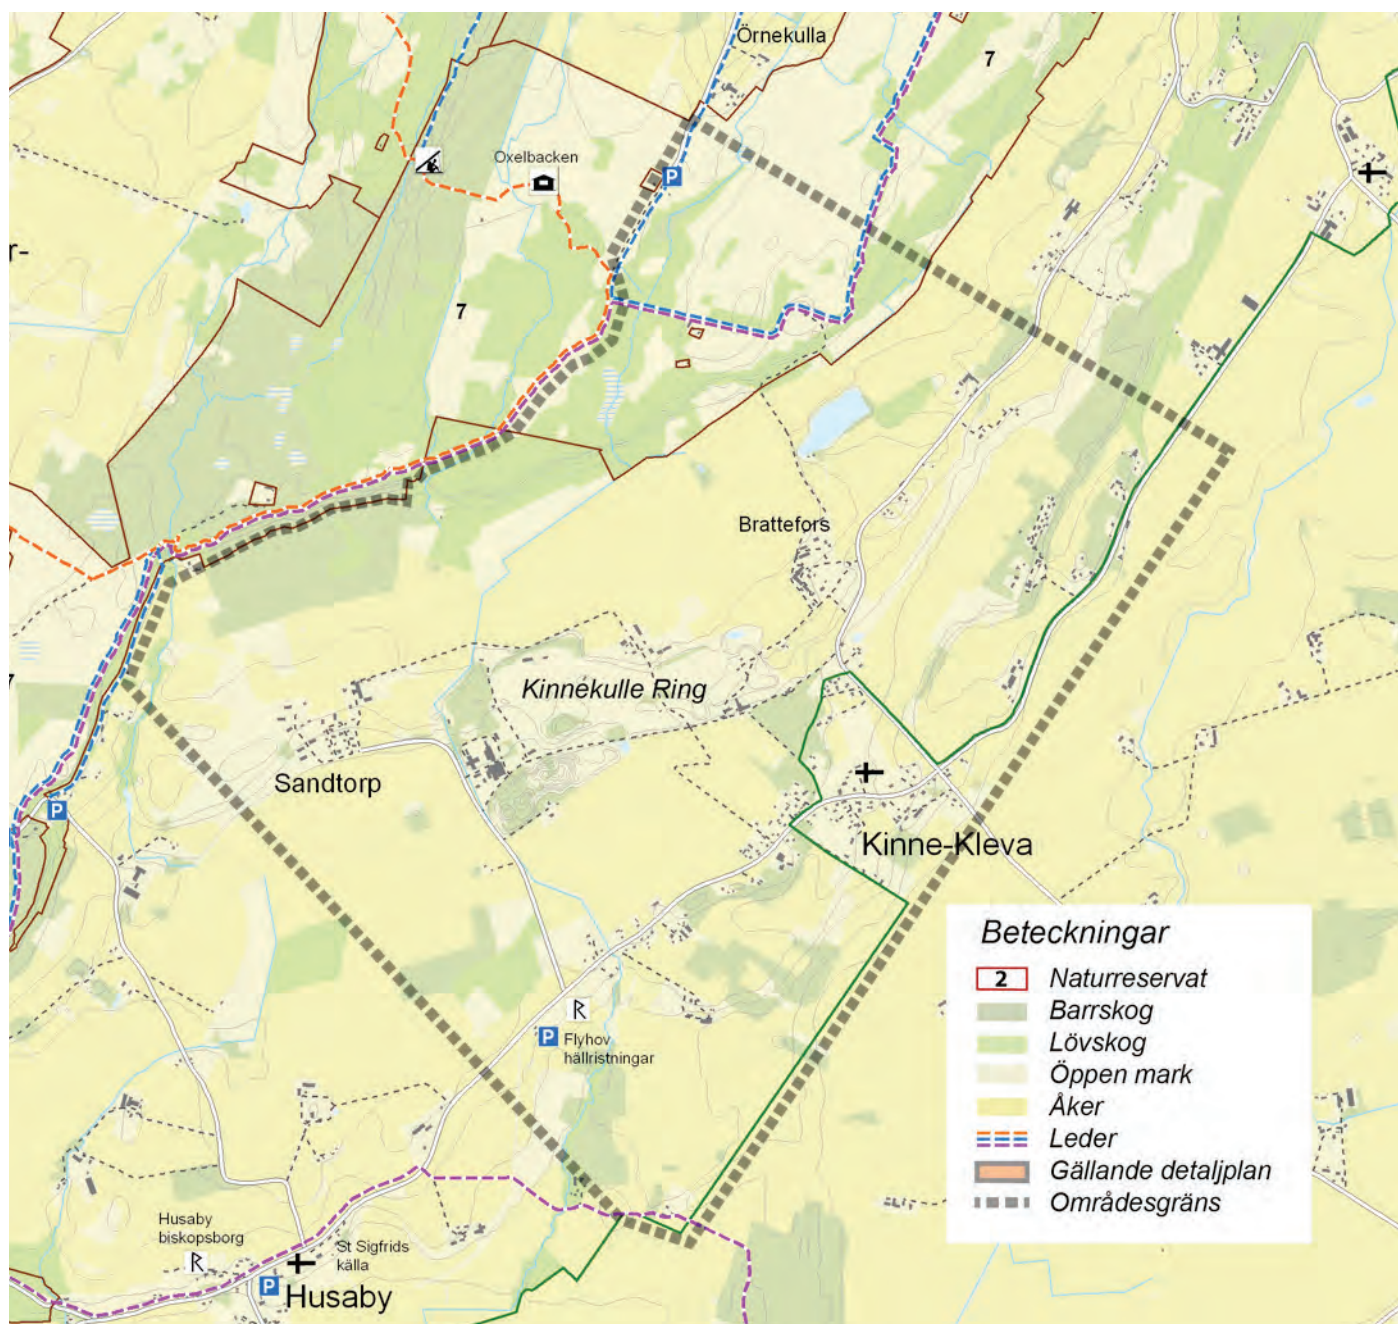 Örnekulla
7
Oxelbacken
P
r-
7
Brattefors
Kinnekulle Ring
Sandtorp
P
Kinne-Kleva
Beteckningar
2 Naturreservat
Barrskog
Lövskog
Öppen mark
Åker
Leder
Gällande detaljplan
Områdesgräns
R
P
Flyhov
hällristningar
Husaby
biskopsborg
R
St Sigfrids
källa
P
Husaby